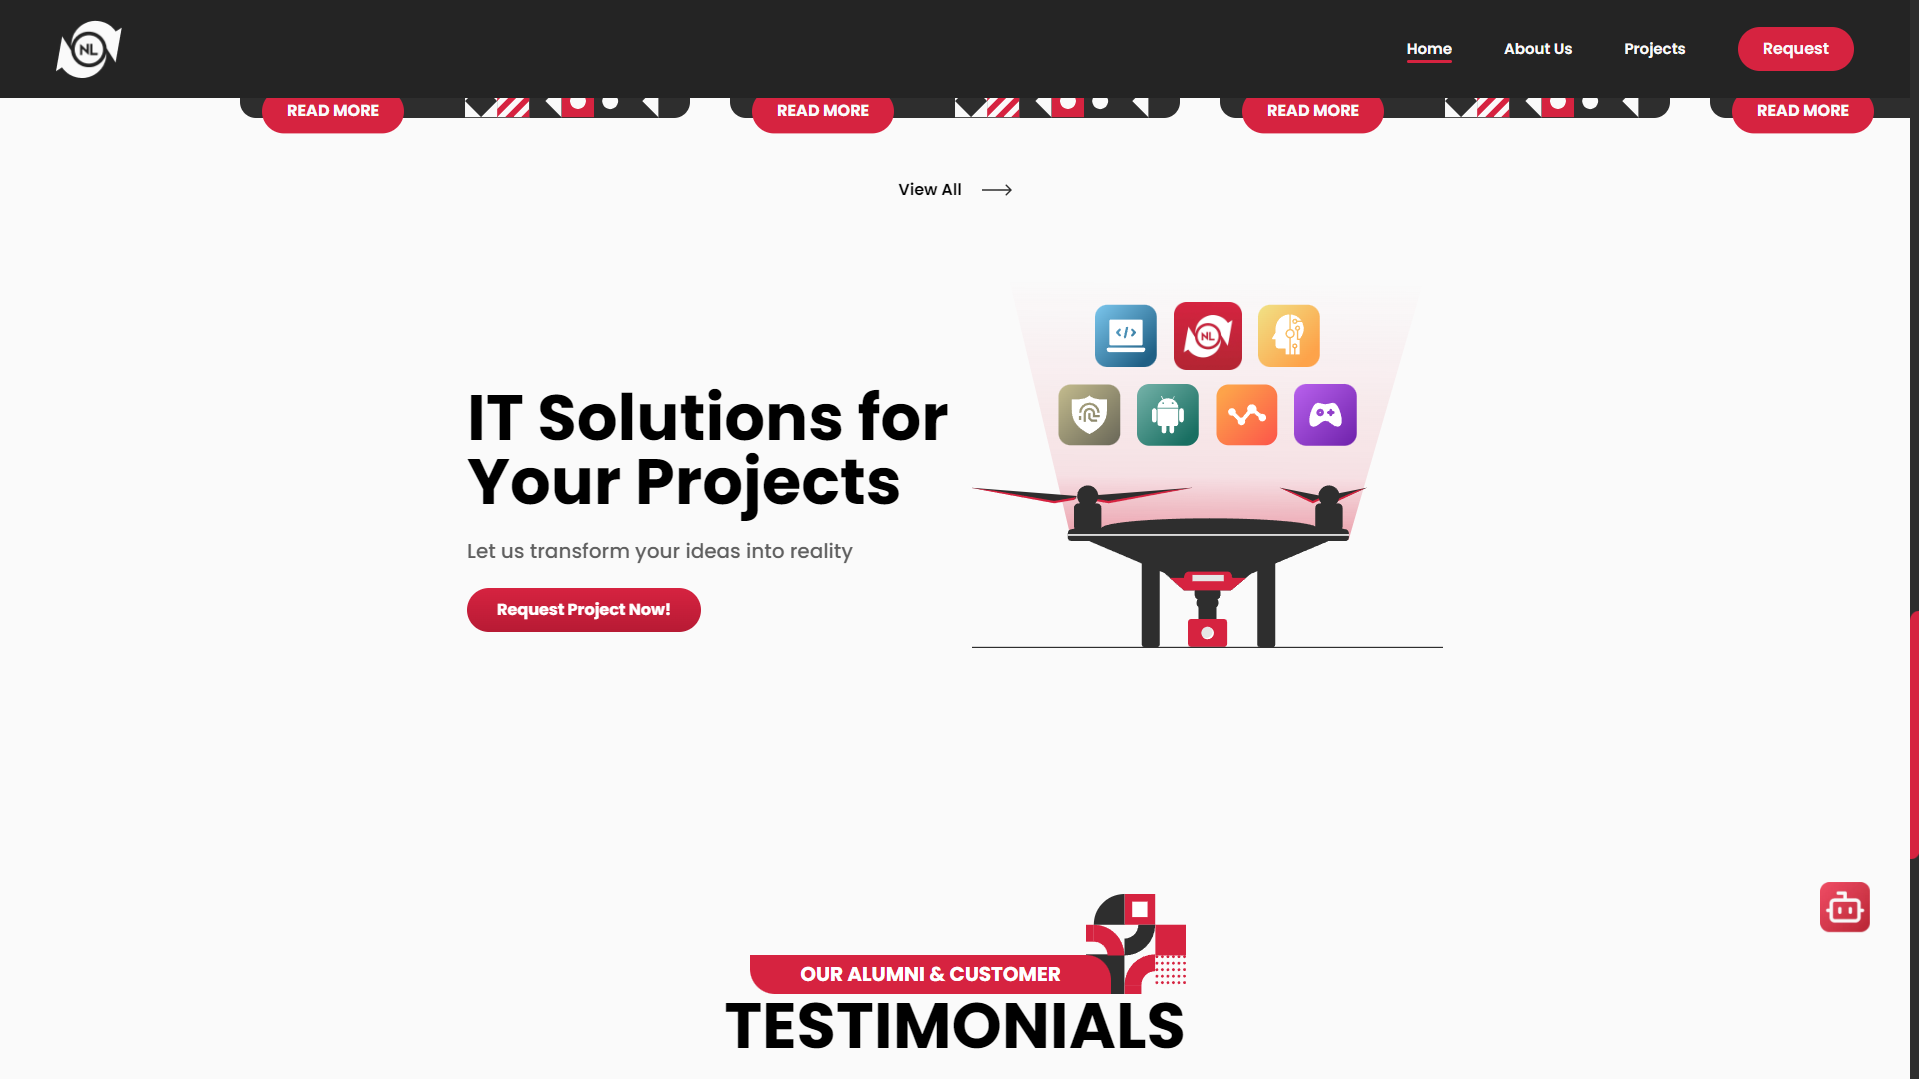 NL
Home
About Us
Projects
Request
READ MORE
READ MORE
READ MORE
READ MORE
View All
</>
NL
IT Solutions for
Your Projects
Let us transform your ideas into reality
Request Project Now!
OUR ALUMNI & CUSTOMER
TESTIMONIALS